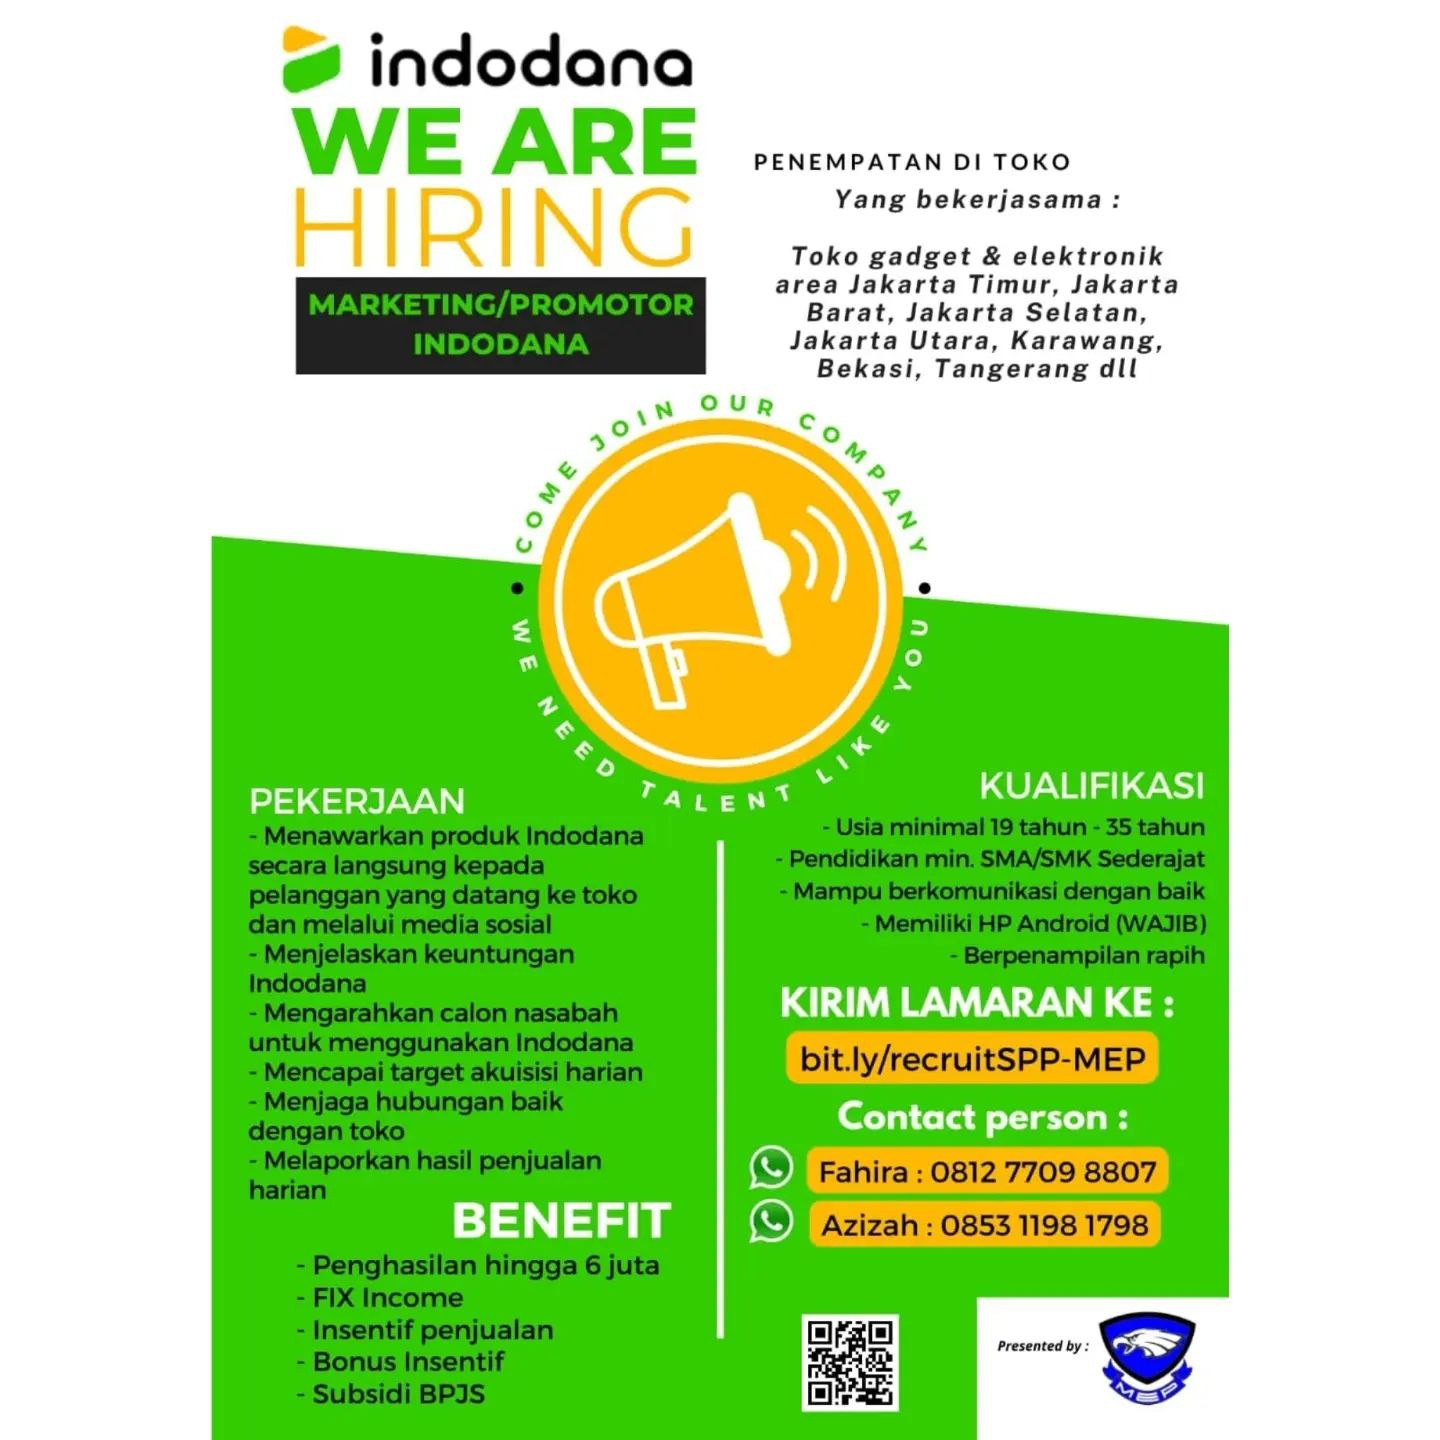 indodana
WE ARE
HIRING
MARKETING/PROMOTOR
INDODANA
PENEMPATAN DI TOKO
Yang bekerjasama :
Toko gadget & elektronik
area Jakarta Timur, Jakarta
Barat, Jakarta Selatan,
Jakarta Utara, Karawang,
Bekasi, Tangerang dll
COME JOIN OUR COMPANY
WE NEED TALENT LIKE YOU
PEKERJAAN
- Menawarkan produk Indodana
secara langsung kepada
pelanggan yang datang ke toko
dan melalui media sosial
- Menjelaskan keuntungan
Indodana
- Mengarahkan calon nasabah
untuk menggunakan Indodana
- Mencapai target akuisisi harian
- Menjaga hubungan baik
dengan toko
- Melaporkan hasil penjualan
harian
BENEFIT
- Penghasilan hingga 6 juta
- FIX Income
- Insentif penjualan
- Bonus Insentif
- Subsidi BPJS
KUALIFIKASI
- Usia minimal 19 tahun - 35 tahun
- Pendidikan min. SMA/SMK Sederajat
- Mampu berkomunikasi dengan baik
- Memiliki HP Android (WAJIB)
- Berpenampilan rapih
KIRIM LAMARAN KE :
bit.ly/recruitSPP-MEP
Contact person :
Fahira : 0812 7709 8807
Azizah : 0853 1198 1798
Presented by :
MEP